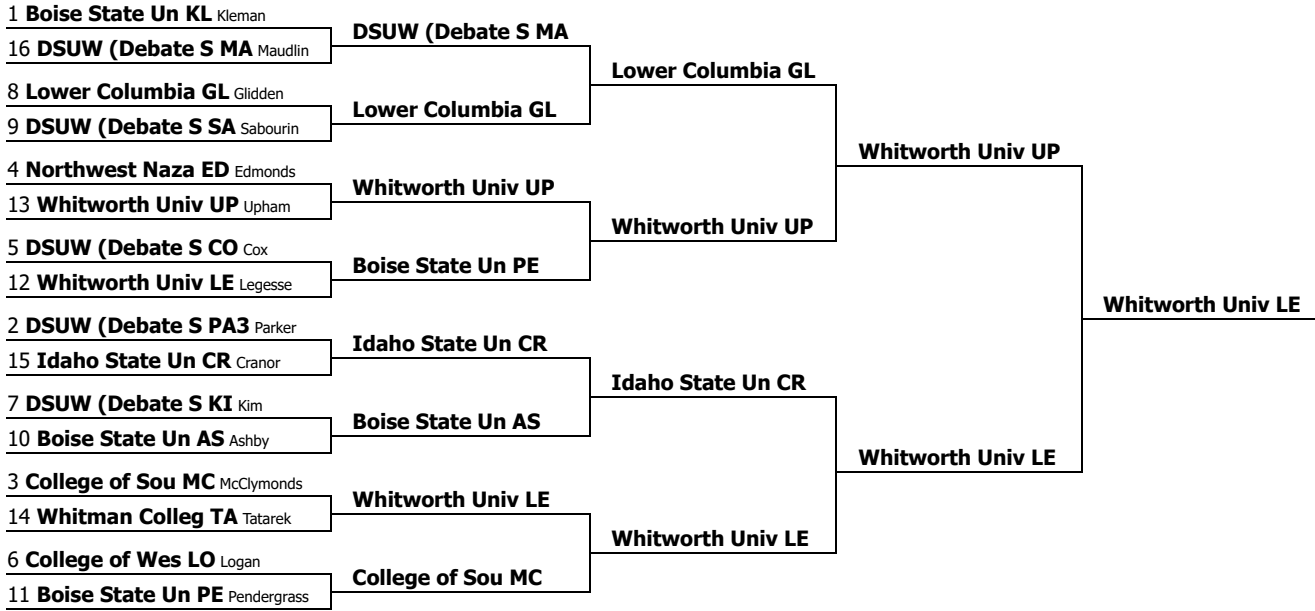 1 Boise State Un KL Kleman
16 DSUW (Debate S MA Maudlin
8 Lower Columbia GL Glidden
9 DSUW (Debate S SA Sabourin
4 Northwest Naza ED Edmonds
13 Whitworth Univ UP Upham
5 DSUW (Debate S CO Cox
12 Whitworth Univ LE Legesse
2 DSUW (Debate S PA3 Parker
15 Idaho State Un CR Cranor
7 DSUW (Debate S KI Kim
10 Boise State Un AS Ashby
3 College of Sou MC McClymonds
14 Whitman Colleg TA Tatarek
6 College of Wes LO Logan
11 Boise State Un PE Pendergrass
DSUW (Debate S MA
Lower Columbia GL
Whitworth Univ UP
Boise State Un PE
Idaho State Un CR
Boise State Un AS
Whitworth Univ LE
College of Sou MC
Lower Columbia GL
Whitworth Univ UP
Idaho State Un CR
Whitworth Univ LE
Whitworth Univ UP
Whitworth Univ LE
Whitworth Univ LE